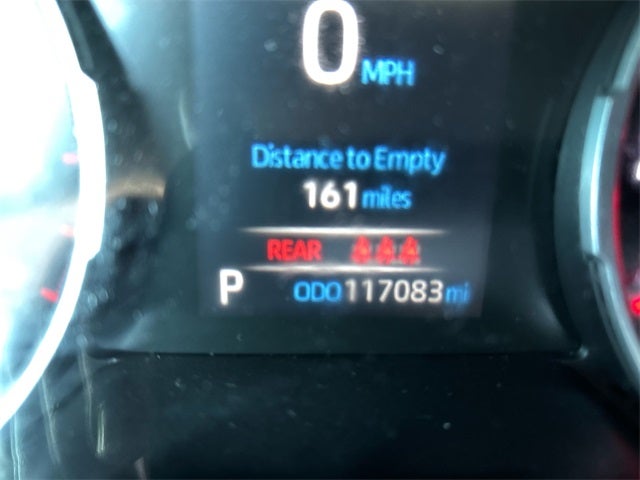 0 MPH
Distance to Empty
161 miles
REAR
P ODO 117083 mi